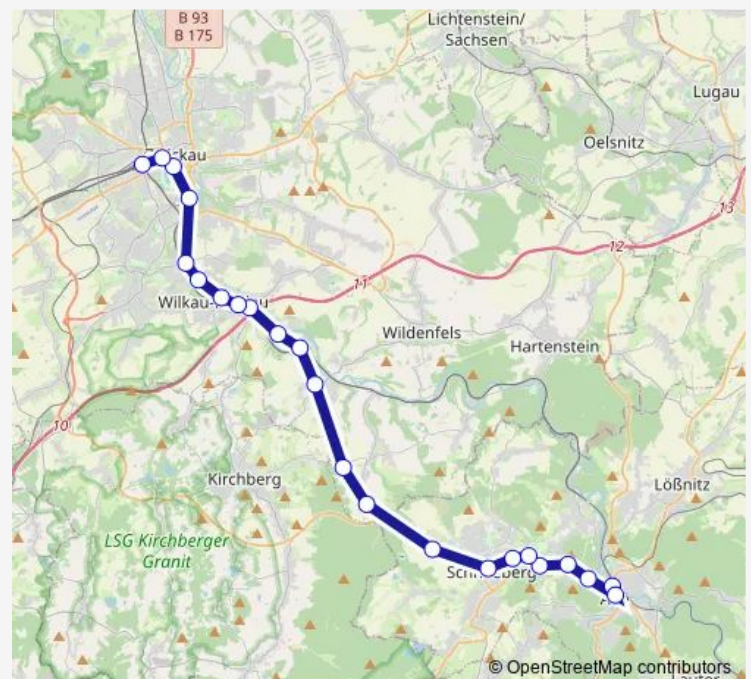 B 93
B 175
Lichtenstein/
Sachsen
Lugau
Oelsnitz
13
12
11
Wildenfels
Hartenstein
10
Kirchberg
Lößnitz
LSG Kirchberger
Granit
© OpenStreetMap contributors